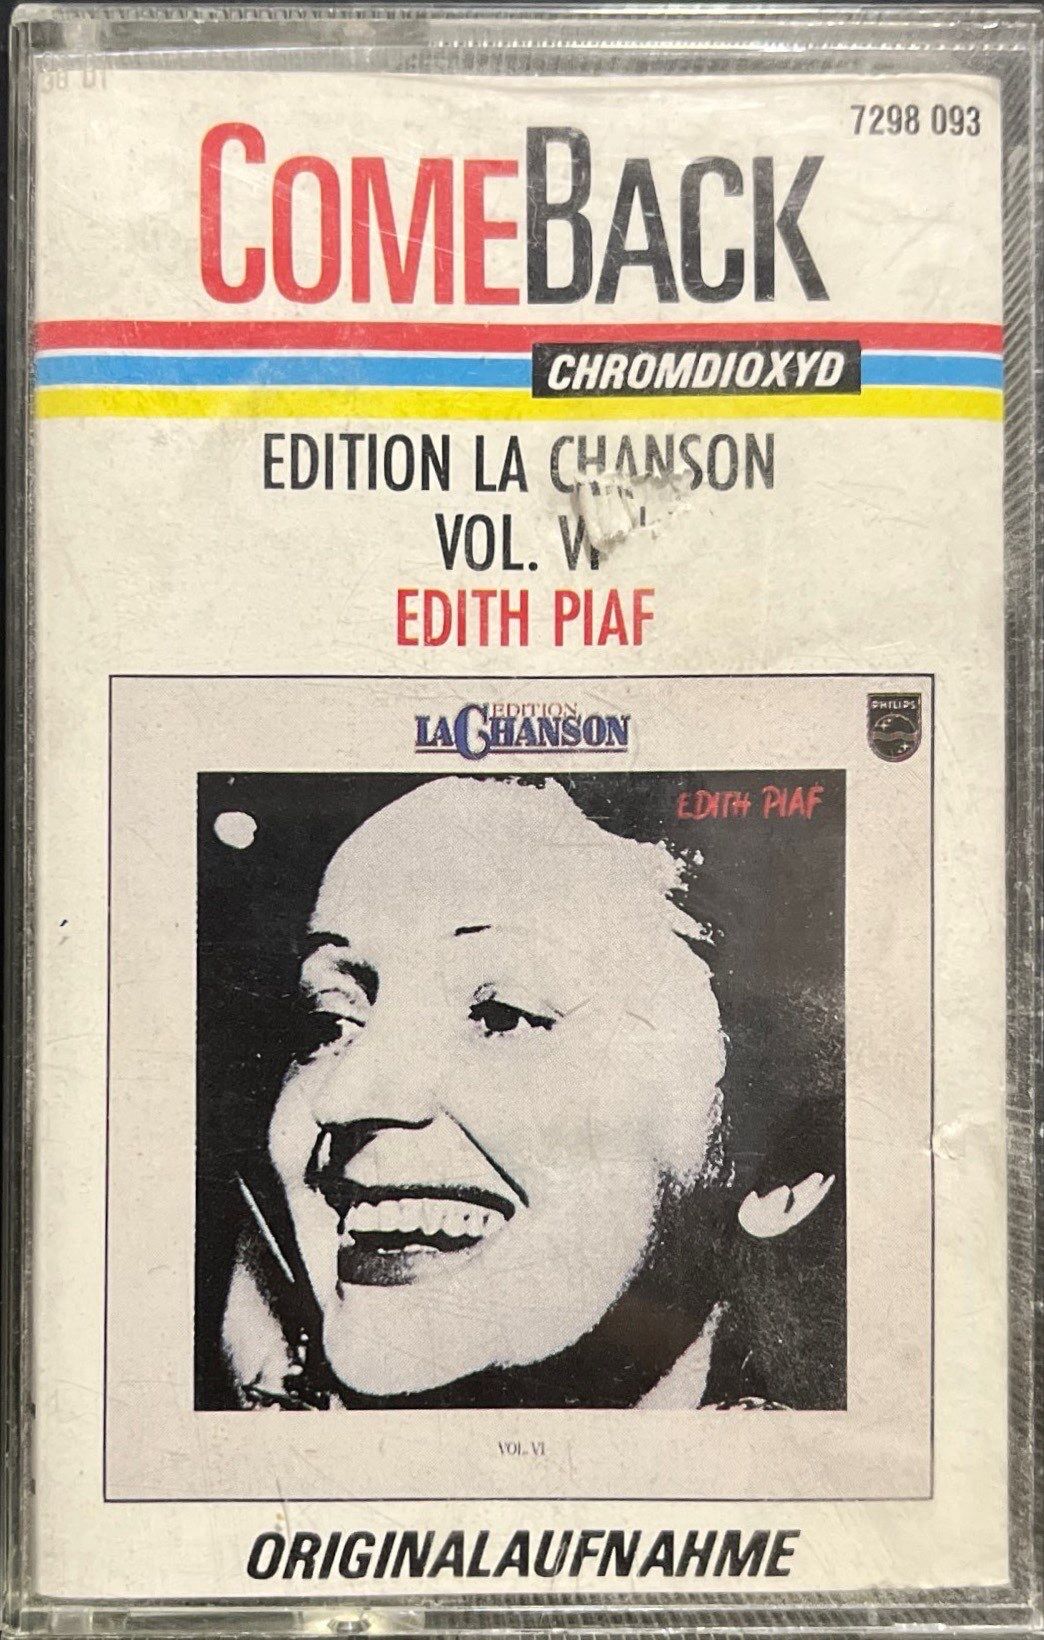 7298 093
COMEBACK
CHROMDIOXYD
EDITION LA CHANSON
VOL. VI
EDITH PIAF
EDITION
LA CHANSON
PHILIPS
EDITH PIAF
VOL. VI
ORIGINALAUFNAHME